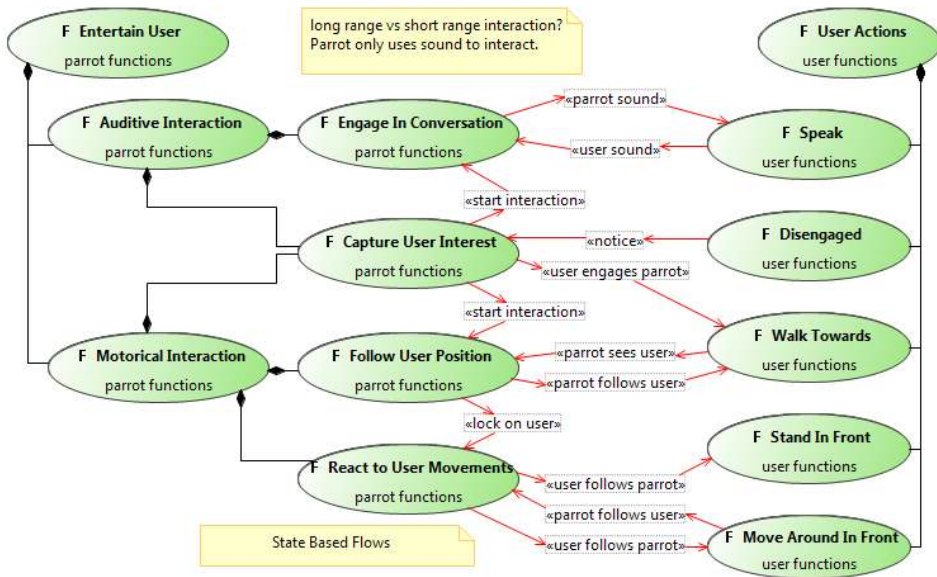 F Entertain User
parrot functions
long range vs short range interaction?
Parrot only uses sound to interact.
F User Actions
user functions
F Auditive Interaction
parrot functions
F Engage In Conversation
parrot functions
«parrot sound»
«user sound»
F Speak
user functions
«start interaction»
F Capture User Interest
parrot functions
«notice»
«user engages parrot»
F Disengaged
user functions
«start interaction»
F Motorical Interaction
parrot functions
F Follow User Position
parrot functions
«parrot sees user»
«parrot follows user»
F Walk Towards
user functions
«lock on user»
F React to User Movements
parrot functions
«user follows parrot»
F Stand In Front
user functions
«parrot follows user»
«user follows parrot»
F Move Around In Front
user functions
State Based Flows